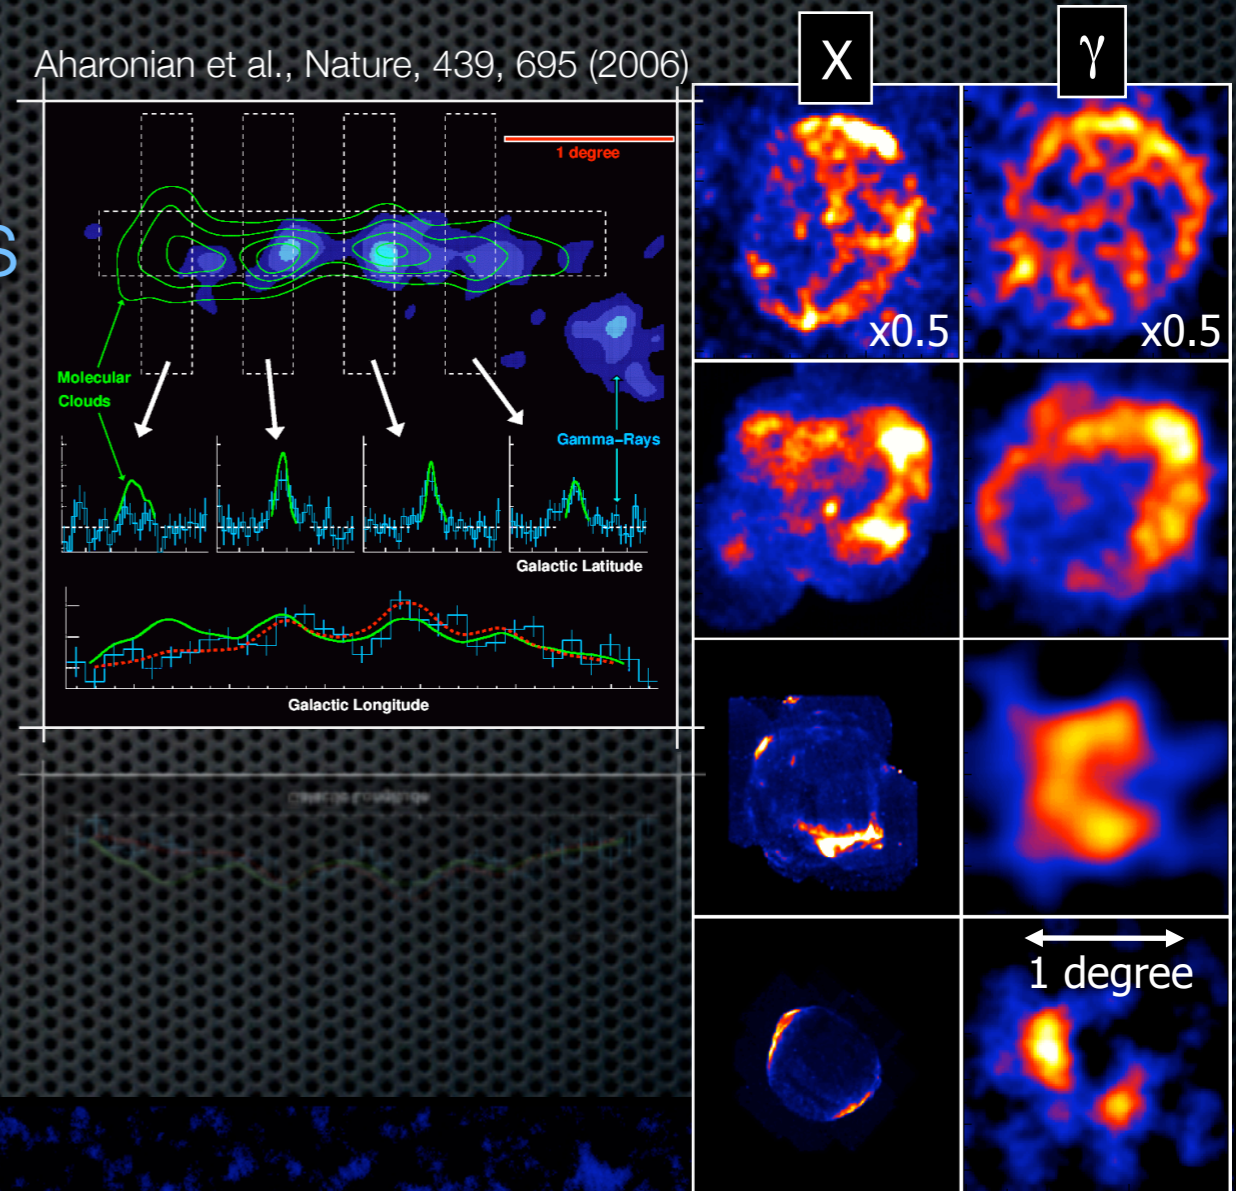 Aharonian et al., Nature, 439, 695 (2006)
X
γ
s
1 degree
x0.5
x0.5
Molecular
Clouds
Gamma-Rays
Galactic Latitude
Galactic Longitude
1 degree